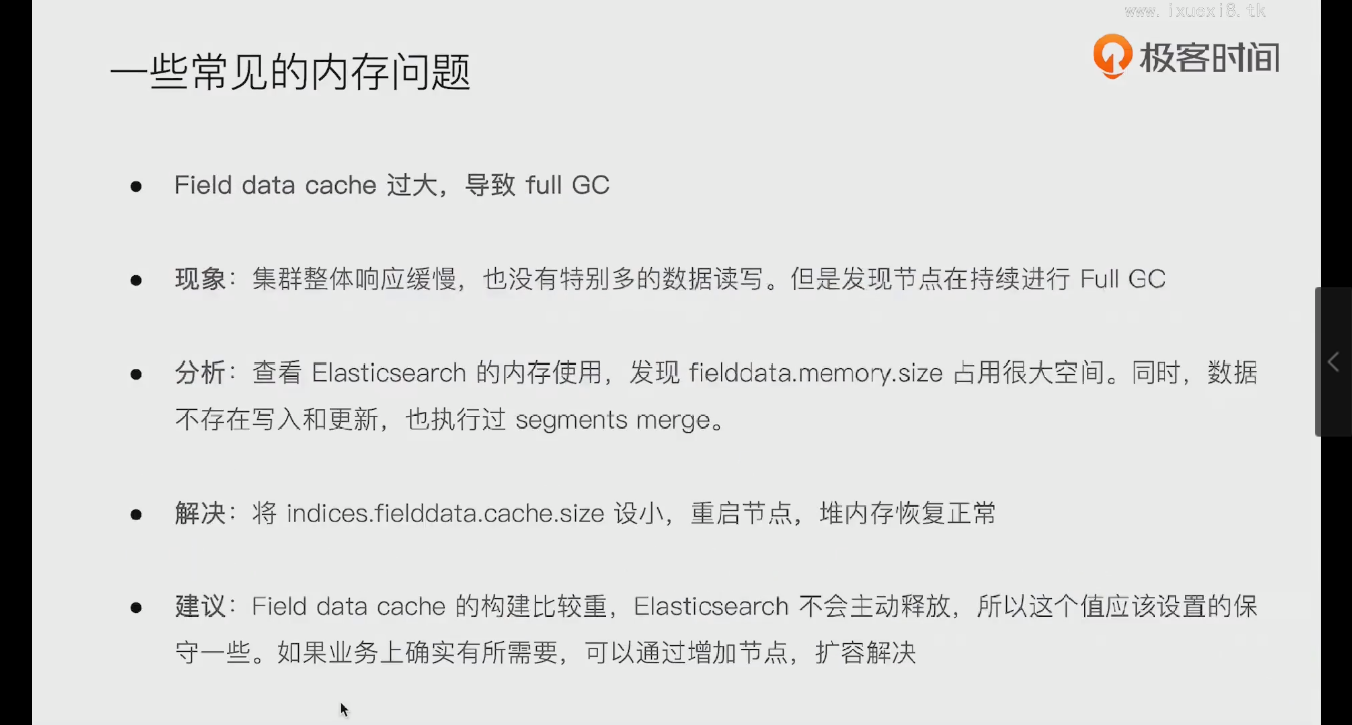 www.ixuexi8.tk
极客时间
一些常见的内存问题
Field data cache 过大，导致 full GC
现象：集群整体响应缓慢，也没有特别多的数据读写。但是发现节点在持续进行 Full GC
分析：查看 Elasticsearch 的内存使用，发现 fielddata.memory.size 占用很大空间。同时，数据
不存在写入和更新，也执行过 segments merge。
解决：将 indices.fielddata.cache.size 设小，重启节点，堆内存恢复正常
建议：Field data cache 的构建比较重，Elasticsearch 不会主动释放，所以这个值应该设置的保
守一些。如果业务上确实有所需要，可以通过增加节点，扩容解决